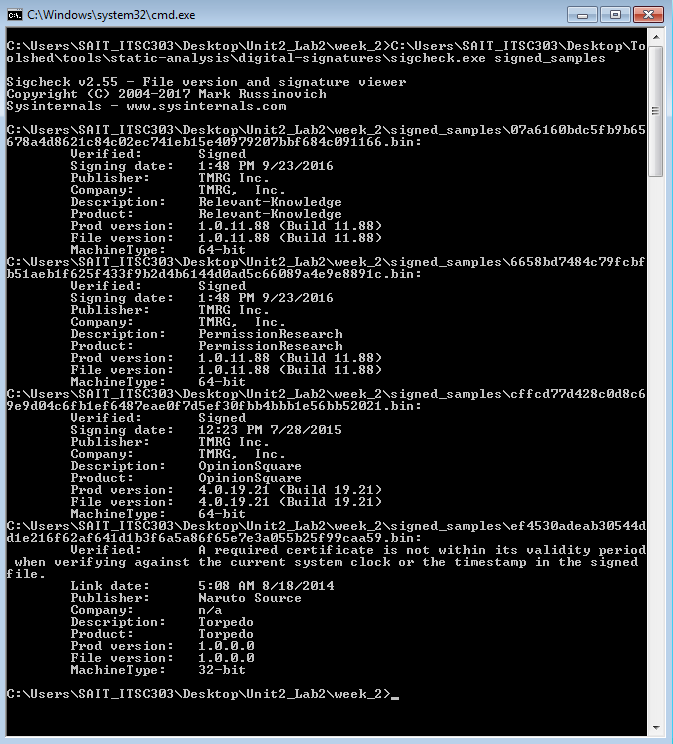 C:\Windows\system32\cmd.exe
C:\Users\SAIT_ITSC303\Desktop\Unit2_Lab2\week_2>C:\Users\SAIT_ITSC303\Desktop\To
olshed\tools\static-analysis\digital-signatures\sigcheck.exe signed_samples
Sigcheck v2.55 - File version and signature viewer
Copyright (C) 2004-2017 Mark Russinovich
Sysinternals - www.sysinternals.com
C:\Users\SAIT_ITSC303\Desktop\Unit2_Lab2\week_2\signed_samples\07a6160bdc5fb9b65
678a4d8621c84c02ec741eb15e40979207bbf684c091166.bin:
Verified: Signed
Signing date: 1:48 PM 9/23/2016
Publisher: TMRG Inc.
Company: TMRG,  Inc.
Description: Relevant-Knowledge
Product: Relevant-Knowledge
Prod version: 1.0.11.88 (Build 11.88)
File version: 1.0.11.88 (Build 11.88)
MachineType: 64-bit
C:\Users\SAIT_ITSC303\Desktop\Unit2_Lab2\week_2\signed_samples\6658bd7484c79fcbf
b51aeb1f625f433f9b2d4b6144d0ad5c66089a4e9e8891c.bin:
Verified: Signed
Signing date: 1:48 PM 9/23/2016
Publisher: TMRG Inc.
Company: TMRG,  Inc.
Description: PermissionResearch
Product: PermissionResearch
Prod version: 1.0.11.88 (Build 11.88)
File version: 1.0.11.88 (Build 11.88)
MachineType: 64-bit
C:\Users\SAIT_ITSC303\Desktop\Unit2_Lab2\week_2\signed_samples\cffcd77d428c0d8c6
9e9d04c6fb1ef6487eae0f7d5ef30fbb4bbb1e56bb52021.bin:
Verified: Signed
Signing date: 12:23 PM 7/28/2015
Publisher: TMRG Inc.
Company: TMRG,  Inc.
Description: OpinionSquare
Product: OpinionSquare
Prod version: 4.0.19.21 (Build 19.21)
File version: 4.0.19.21 (Build 19.21)
MachineType: 64-bit
C:\Users\SAIT_ITSC303\Desktop\Unit2_Lab2\week_2\signed_samples\ef4530adeab30544d
d1e216f62af641d1b3f6a5a86f65e7e3a055b25f99caa59.bin:
Verified: A required certificate is not within its validity period
when verifying against the current system clock or the timestamp in the signed
file.
Link date: 5:08 AM 8/18/2014
Publisher: Naruto Source
Company: n/a
Description: Torpedo
Product: Torpedo
Prod version: 1.0.0.0
File version: 1.0.0.0
MachineType: 32-bit
C:\Users\SAIT_ITSC303\Desktop\Unit2_Lab2\week_2>_